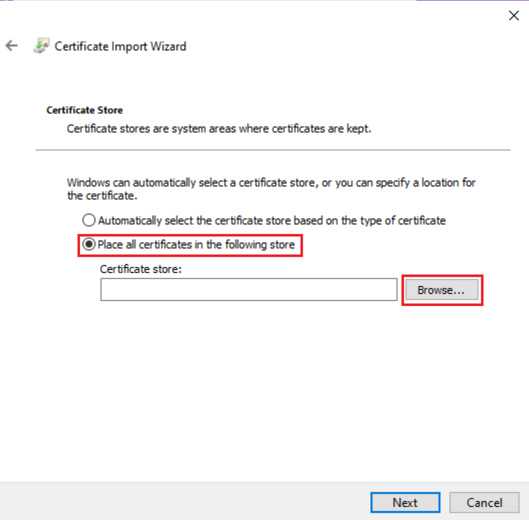 Certificate Import Wizard
Certificate Store
Certificate stores are system areas where certificates are kept.
Windows can automatically select a certificate store, or you can specify a location for
the certificate.
Automatically select the certificate store based on the type of certificate
Place all certificates in the following store
Certificate store:
Browse...
Next
Cancel